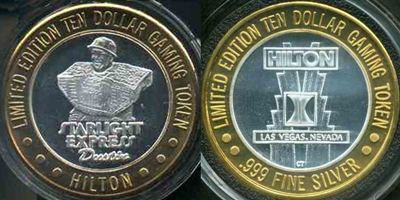 LIMITED EDITION TEN DOLLAR GAMING TOKEN
STARLIGHT
EXPRESS
HILTON
LIMITED EDITION TEN DOLLAR GAMING TOKEN
HILTON
LAS VEGAS, NEVADA
CT
.999 FINE SILVER